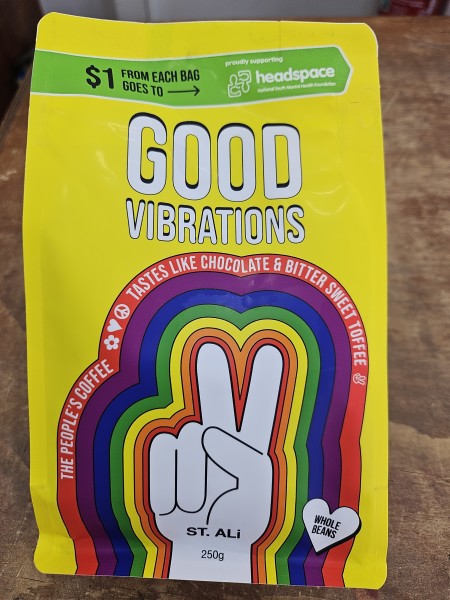 $1 FROM EACH BAG
GOES TO
proudly supporting
headspace
National Youth Mental Health Foundation
GOOD
VIBRATIONS
THE PEOPLE'S COFFEE
TASTES LIKE CHOCOLATE & BITTER SWEET TOFFEE
ST. ALi
250g
WHOLE
BEANS